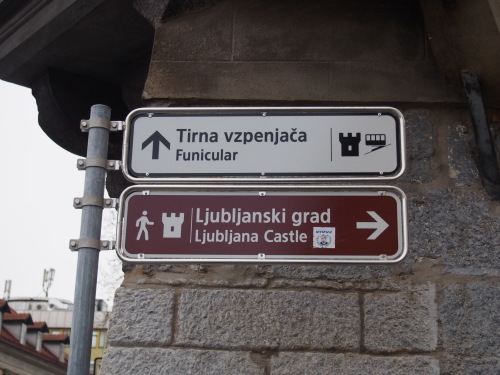 Tirna vzpenjača
Funicular
Ljubljanski grad
Ljubljana Castle